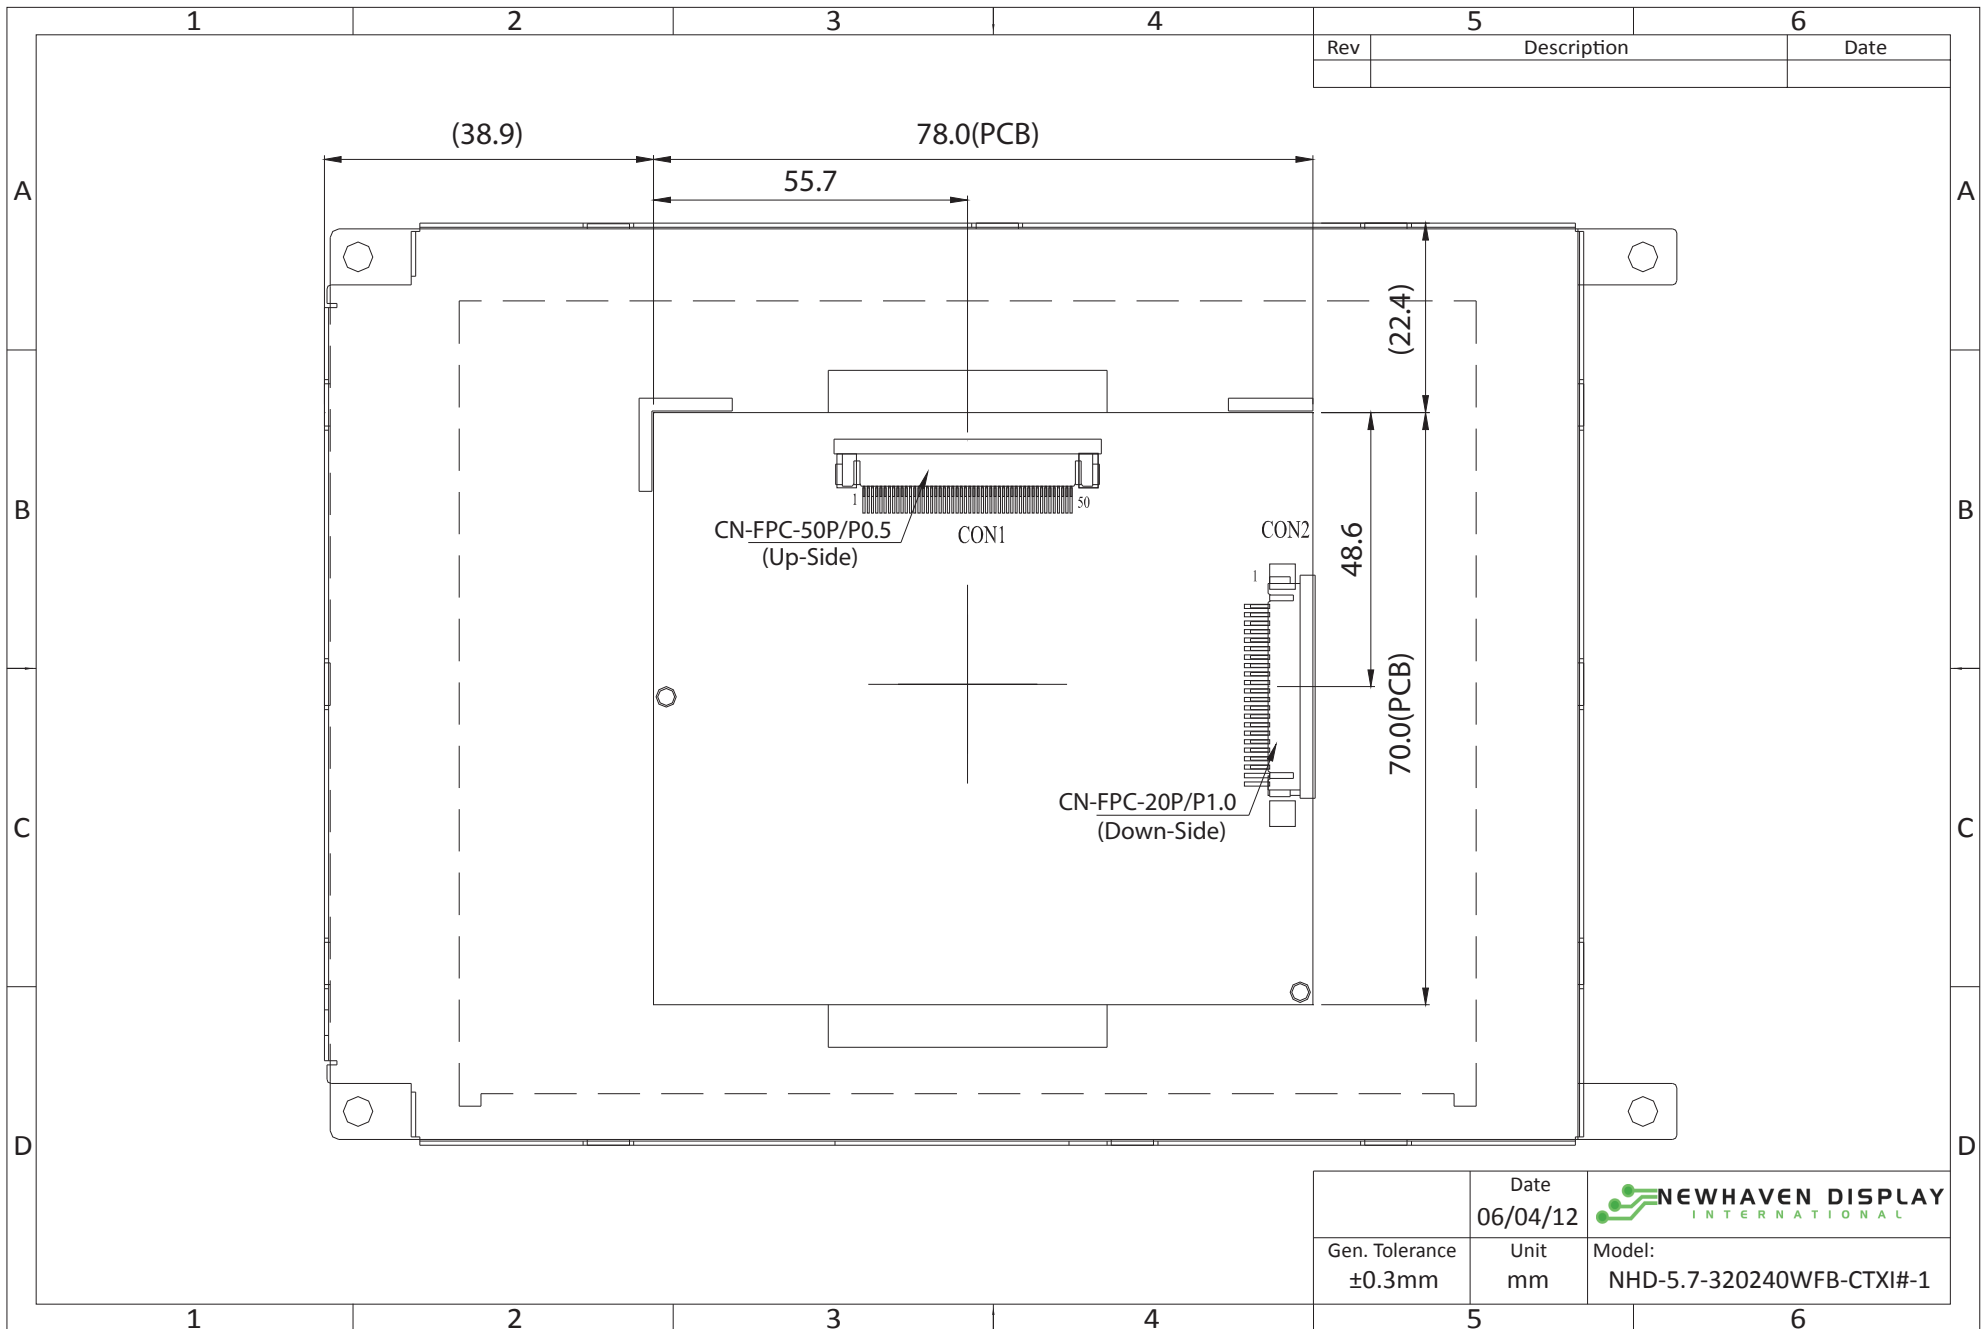 1 2 3 4 5 6
Rev Description Date
(38.9) 78.0(PCB)
55.7
A A
(22.4)
B B
1 50
CN-FPC-50P/P0.5
(Up-Side)
CON1
CON2
48.6
1
70.0(PCB)
CN-FPC-20P/P1.0
(Down-Side)
C C
D D
Date
06/04/12
NEWHAVEN DISPLAY
INTERNATIONAL
Gen. Tolerance
±0.3mm
Unit
mm
Model:
NHD-5.7-320240WFB-CTXI#-1
1 2 3 4 5 6